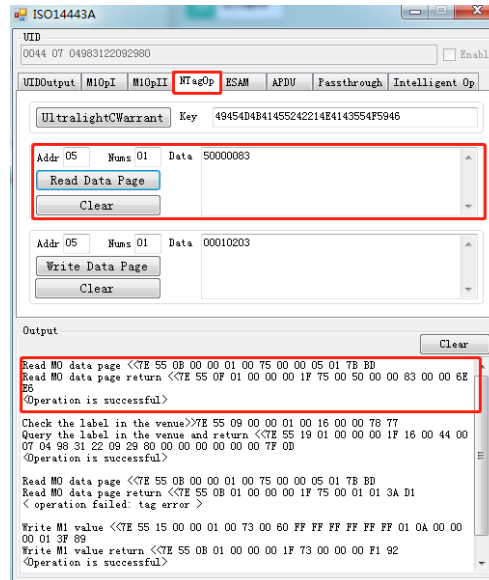 ISO14443A
UID
0044 07 04983122092980
Enabl
UIDOutput M1OpI M1OpII NTagOp ESAM APDU Passthrough Intelligent Op
UltralightCWarrant Key 49454D4B41455242214E4143554F5946
Addr 05 Nums 01 Data 50000083
Read Data Page
Clear
Addr 05 Nums 01 Data 00010203
Write Data Page
Clear
Output
Clear
Read M0 data page <<7E 55 0B 00 00 01 00 75 00 00 05 01 7B BD
Read M0 data page return <<7E 55 0F 01 00 00 00 1F 75 00 50 00 00 83 00 00 6E
E6
<Operation is successful>
Check the label in the venue>>7E 55 09 00 00 01 00 16 00 00 78 77
Query the label in the venue and return <<7E 55 19 01 00 00 00 1F 16 00 44 00
07 04 98 31 22 09 29 80 00 00 00 00 00 00 7F 0D
<Operation is successful>
Read M0 data page <<7E 55 0B 00 00 01 00 75 00 00 05 01 7B BD
Read M0 data page return <<7E 55 0B 01 00 00 00 1F 75 00 01 01 3A D1
< operation failed: tag error >
Write M1 value <<7E 55 15 00 00 01 00 73 00 60 FF FF FF FF FF FF 01 0A 00 00
00 01 3F 89
Write M1 value return <<7E 55 0B 01 00 00 00 1F 73 00 00 00 F1 92
<Operation is successful>